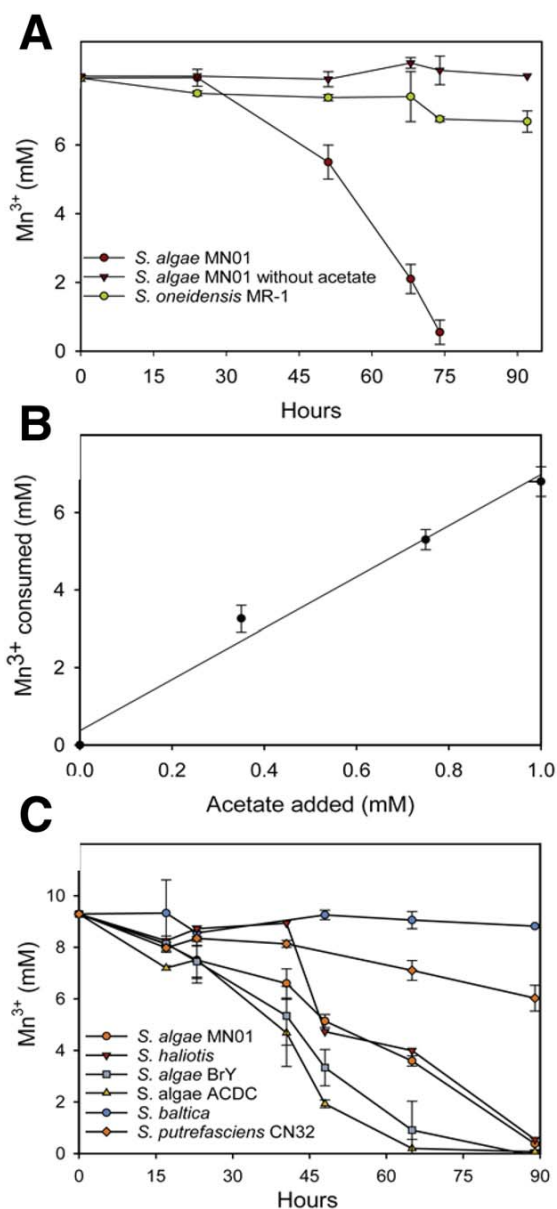 A
Mn3+ (mM)
6
4
2
0
S. algae MN01
S. algae MN01 without acetate
S. oneidensis MR-1
0 15 30 45 60 75 90
Hours
B
Mn3+ consumed (mM)
6
4
2
0
0.0 0.2 0.4 0.6 0.8 1.0
Acetate added (mM)
C
Mn3+ (mM)
10
8
6
4
2
0
S. algae MN01
S. haliotis
S. algae BrY
S. algae ACDC
S. baltica
S. putrefasciens CN32
0 15 30 45 60 75 90
Hours